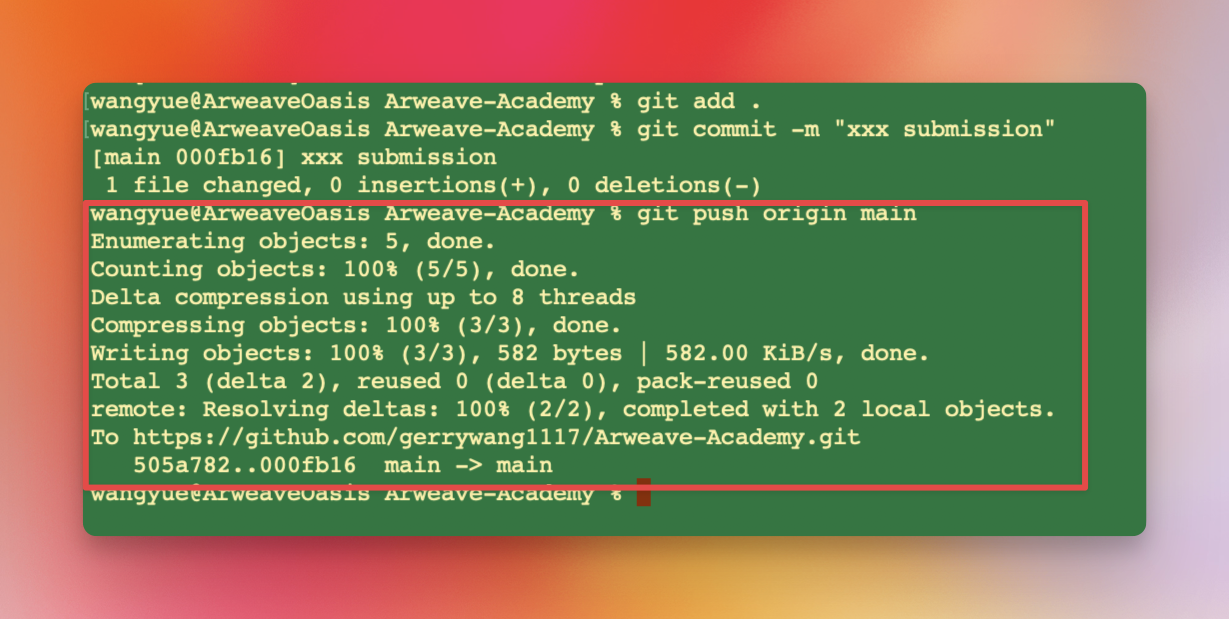 [wangyue@ArweaveOasis Arweave-Academy % git add .
[wangyue@ArweaveOasis Arweave-Academy % git commit -m "xxx submission"
[main 000fb16] xxx submission
 1 file changed, 0 insertions(+), 0 deletions(-)
wangyue@ArweaveOasis Arweave-Academy % git push origin main
Enumerating objects: 5, done.
Counting objects: 100% (5/5), done.
Delta compression using up to 8 threads
Compressing objects: 100% (3/3), done.
Writing objects: 100% (3/3), 582 bytes | 582.00 KiB/s, done.
Total 3 (delta 2), reused 0 (delta 0), pack-reused 0
remote: Resolving deltas: 100% (2/2), completed with 2 local objects.
To https://github.com/gerrywang1117/Arweave-Academy.git
   505a782..000fb16  main -> main
wangyue@ArweaveOasis Arweave-Academy %